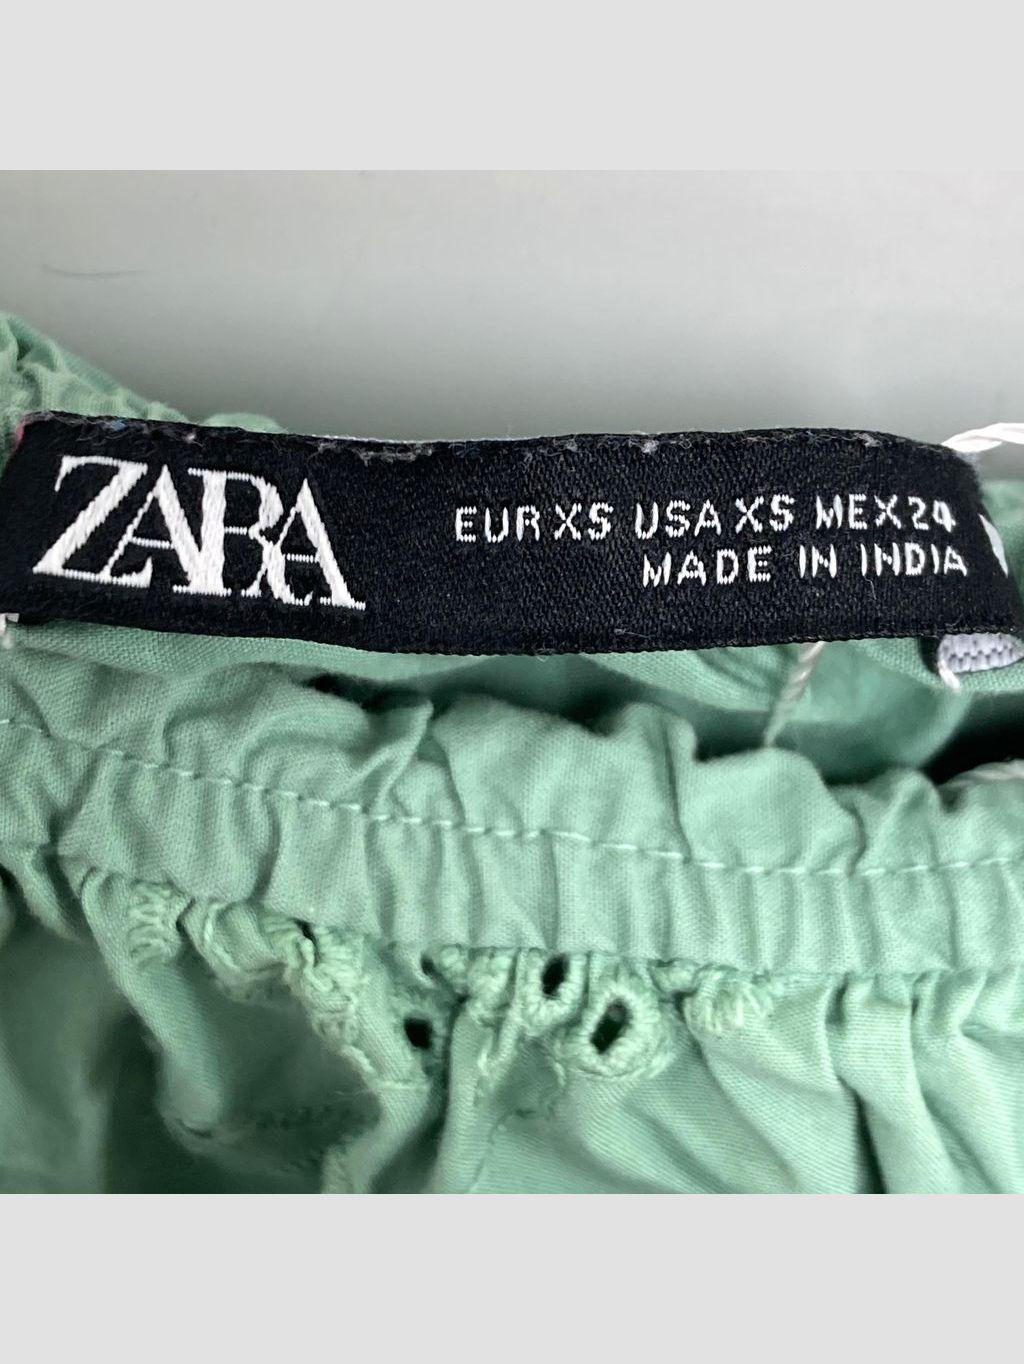 ZARA
EUR XS USA XS MEX 24
MADE IN INDIA